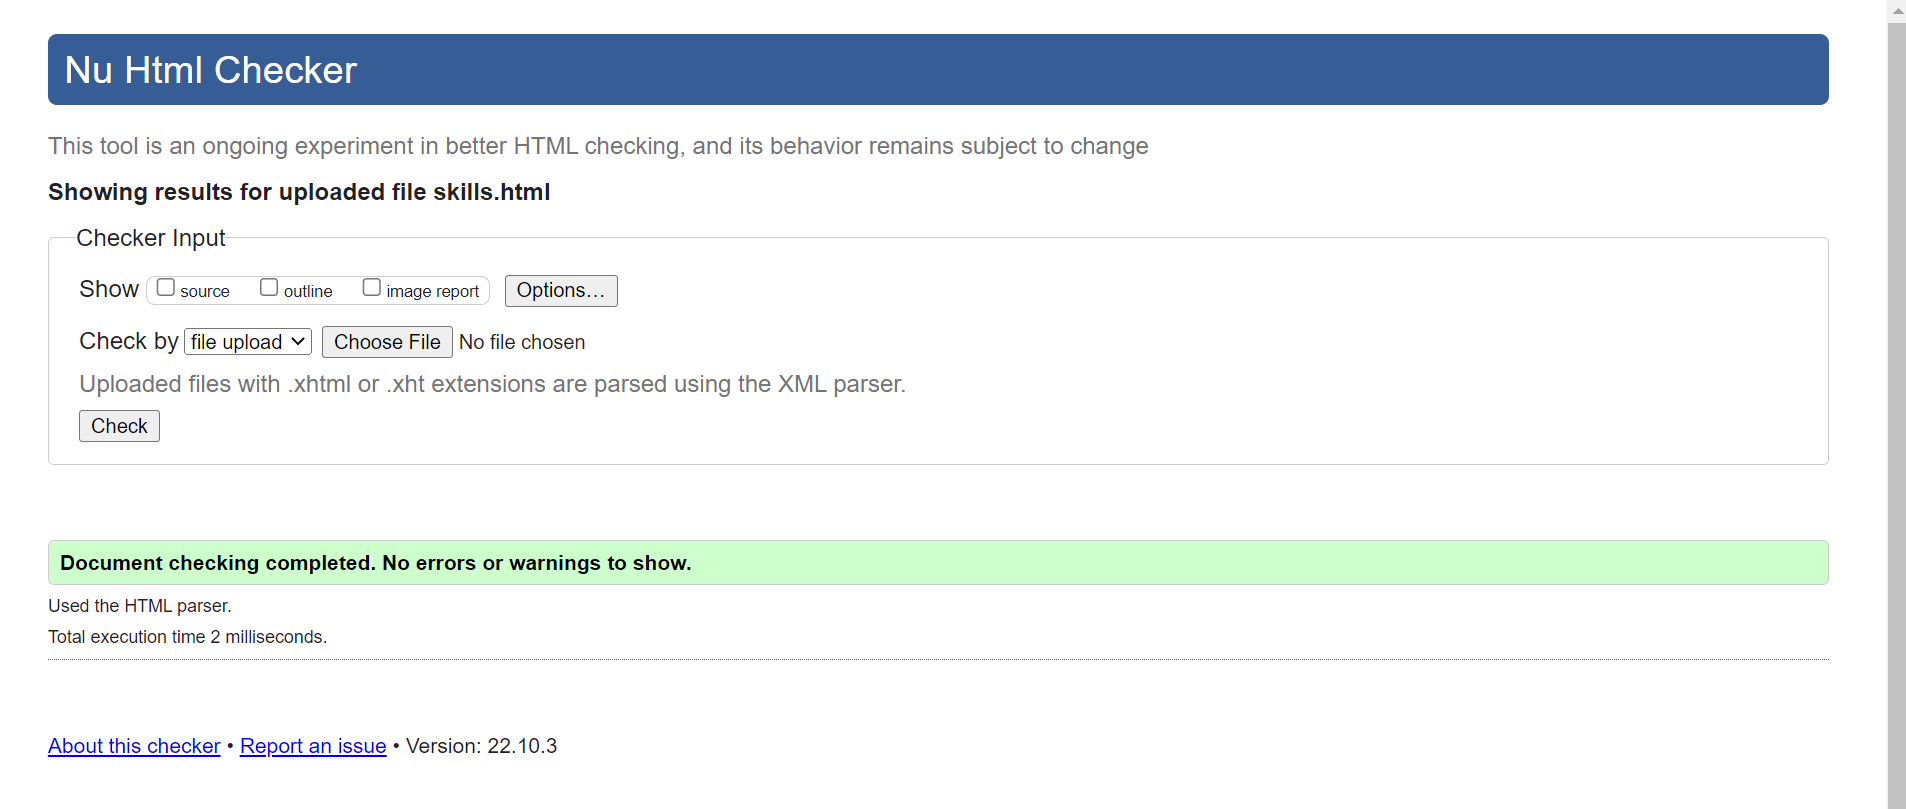 Nu Html Checker
This tool is an ongoing experiment in better HTML checking, and its behavior remains subject to change
Showing results for uploaded file skills.html
Checker Input
Show source outline image report Options...
Check by file upload Choose File No file chosen
Uploaded files with .xhtml or .xht extensions are parsed using the XML parser.
Check
Document checking completed. No errors or warnings to show.
Used the HTML parser.
Total execution time 2 milliseconds.
About this checker • Report an issue • Version: 22.10.3